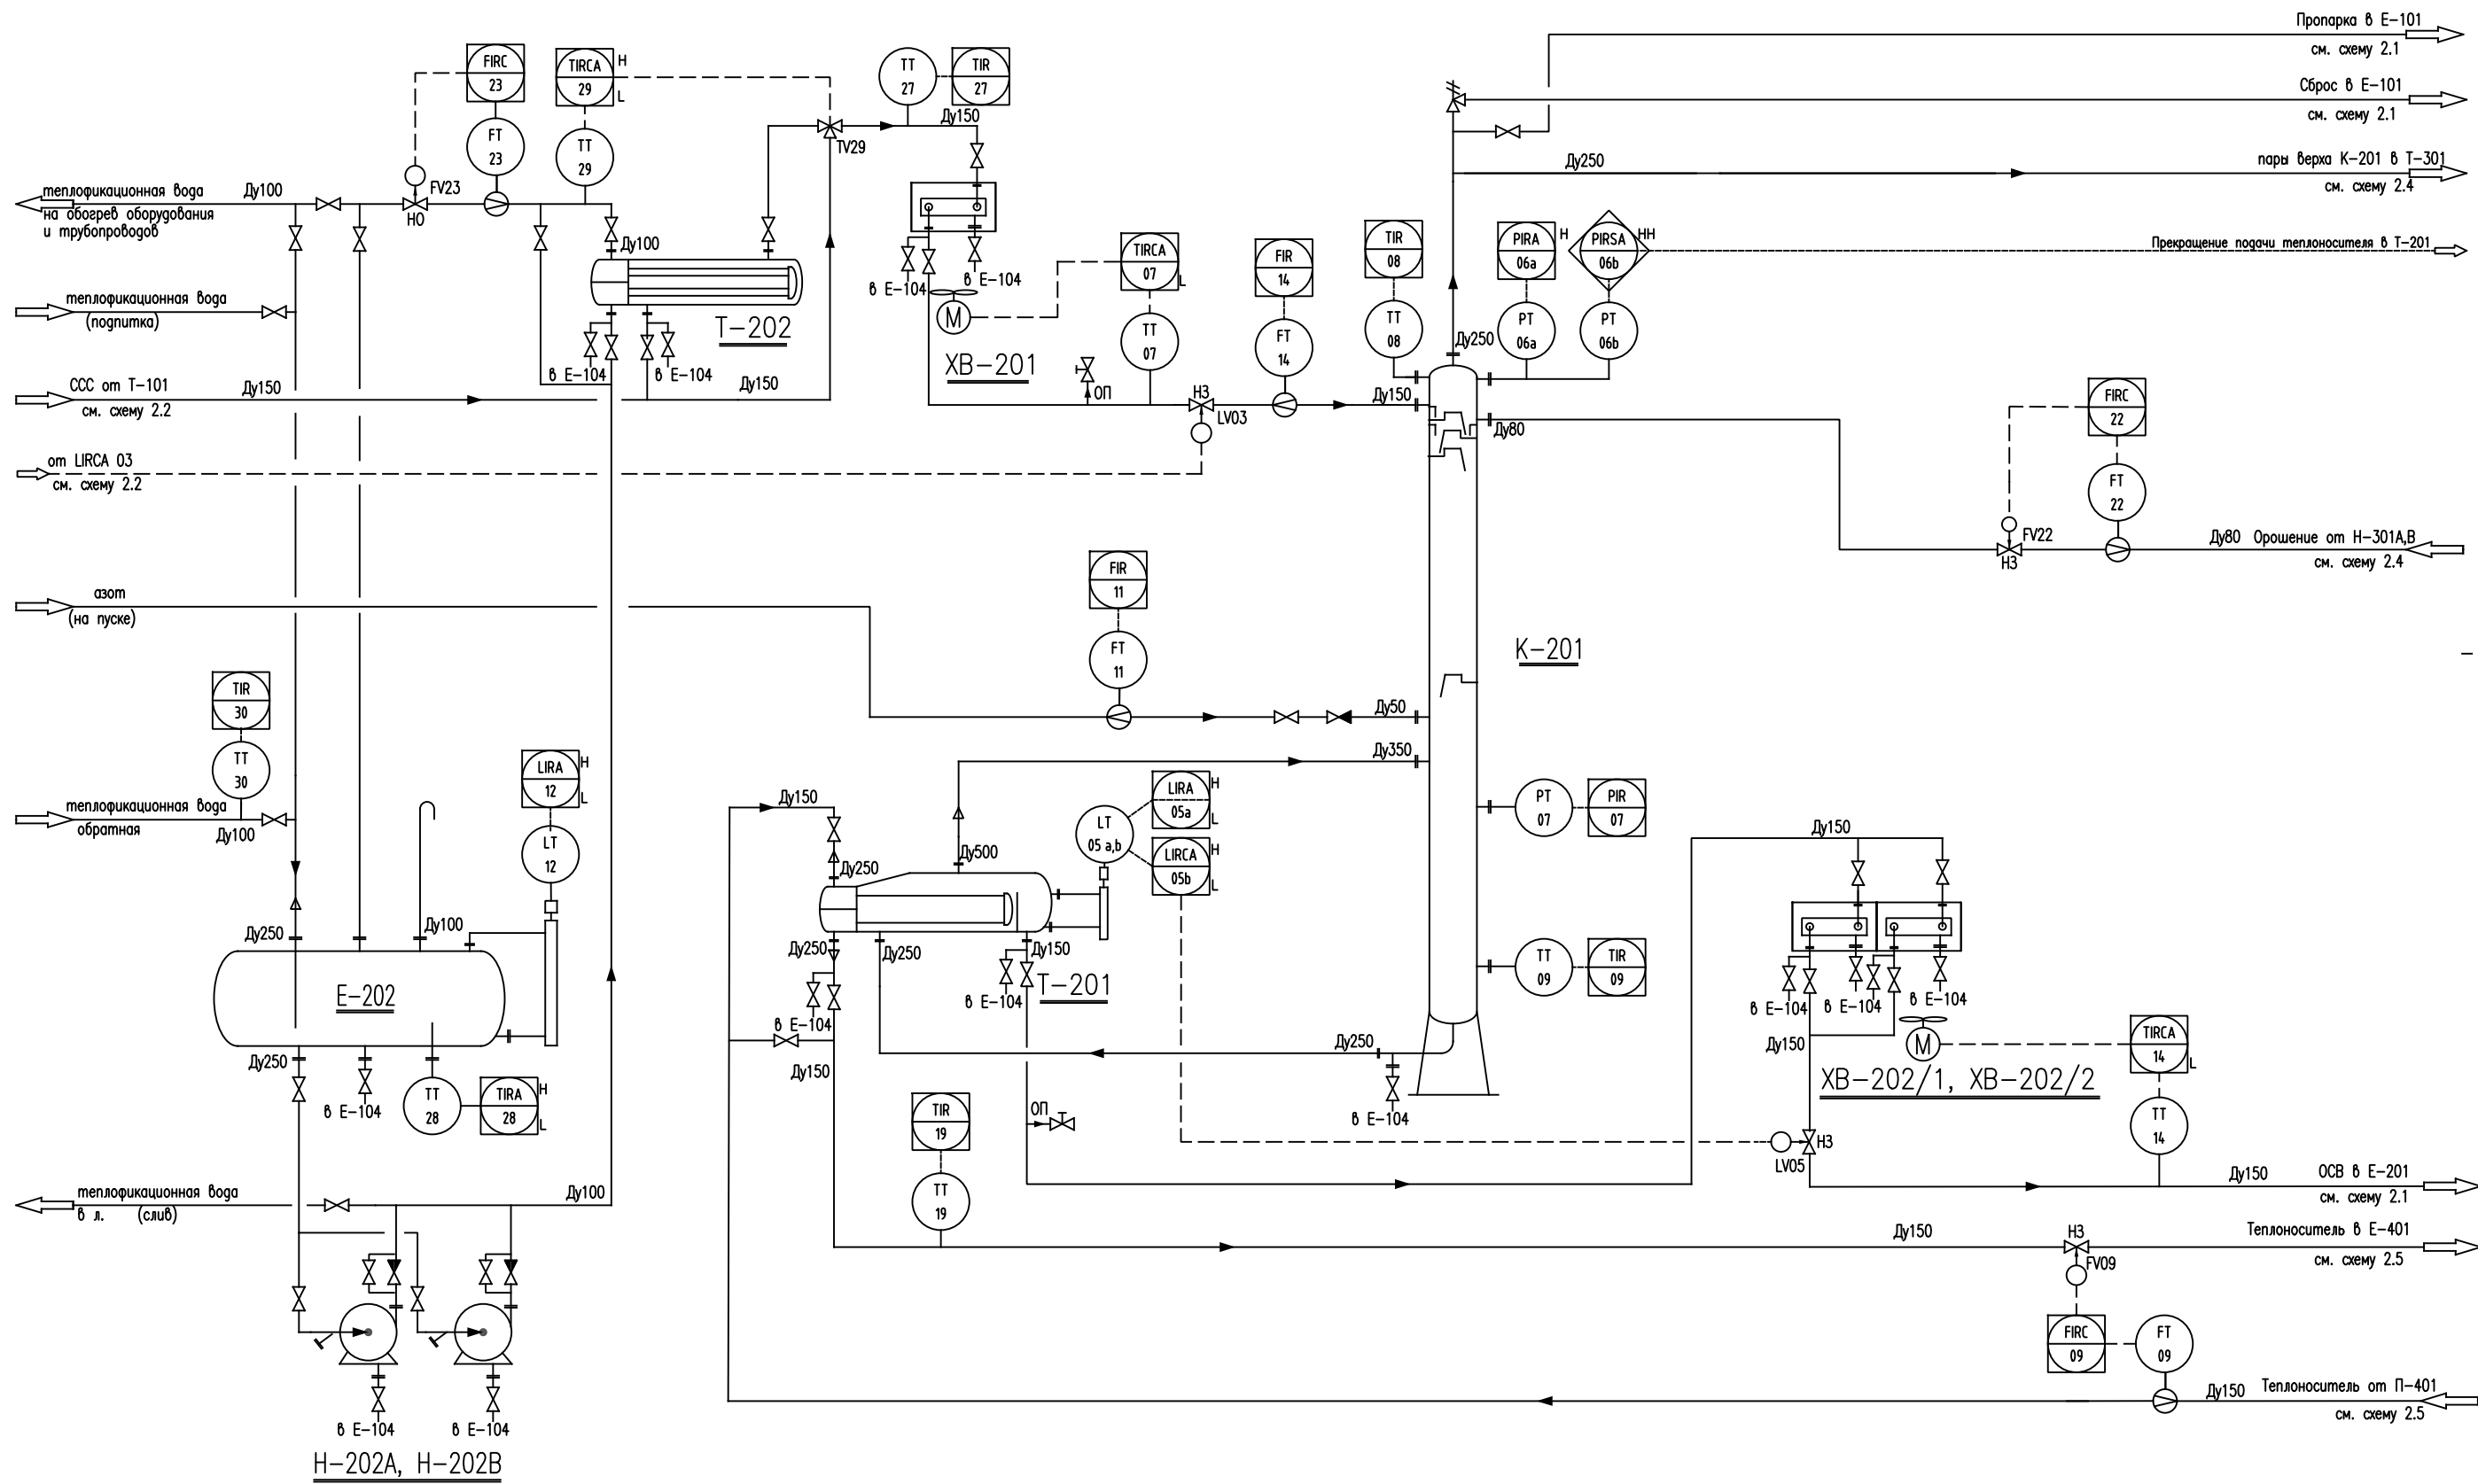 Пропарка в Е-101
см. схему 2.1
Сброс в Е-101
см. схему 2.1
Ду250
пары верха К-201 в Т-301
см. схему 2.4
Прекращение подачи теплоносителя в Т-201
FIRC
23
FT
23
TIRCA
29
H
L
TT
29
TT
27
TIR
27
Ду150
TV29
теплофикационная вода
на обогрев оборудования
и трубопроводов
Ду100
FV23
НО
Ду100
Т-202
в Е-104
в Е-104
в Е-104
в Е-104
ХВ-201
М
TIRCA
07
L
TT
07
FIR
14
FT
14
TIR
08
TT
08
PIRA
06a
H
PT
06a
PIRSA
06b
HH
PT
06b
Ду250
теплофикационная вода
(подпитка)
ССС от Т-101
см. схему 2.2
Ду150
Ду150
ОП
НЗ
LV03
Ду150
Ду80
от LIRCA 03
см. схему 2.2
FIRC
22
FT
22
FV22
НЗ
Ду80
Орошение от Н-301А,В
см. схему 2.4
азот
(на пуске)
FIR
11
FT
11
К-201
Ду50
Ду350
TIR
30
TT
30
теплофикационная вода
обратная
Ду100
LIRA
12
H
L
LT
12
Ду150
Ду250
Ду500
LT
05 a,b
LIRA
05a
H
L
LIRCA
05b
H
L
PT
07
PIR
07
Ду150
Ду250
Ду100
Е-202
Ду250
Ду250
Ду150
Т-201
в Е-104
в Е-104
TT
09
TIR
09
в Е-104
в Е-104
в Е-104
Ду150
М
TIRCA
14
L
TT
14
ХВ-202/1, ХВ-202/2
Ду250
в Е-104
TT
28
TIRA
28
H
L
Ду150
Ду250
в Е-104
TIR
19
TT
19
ОП
LV05
НЗ
Ду150
ОСВ в Е-201
см. схему 2.1
теплофикационная вода
в л.
(слив)
Ду100
Ду150
НЗ
FV09
Теплоноситель в Е-401
см. схему 2.5
FIRC
09
FT
09
Ду150
Теплоноситель от П-401
см. схему 2.5
в Е-104
в Е-104
Н-202А, Н-202В